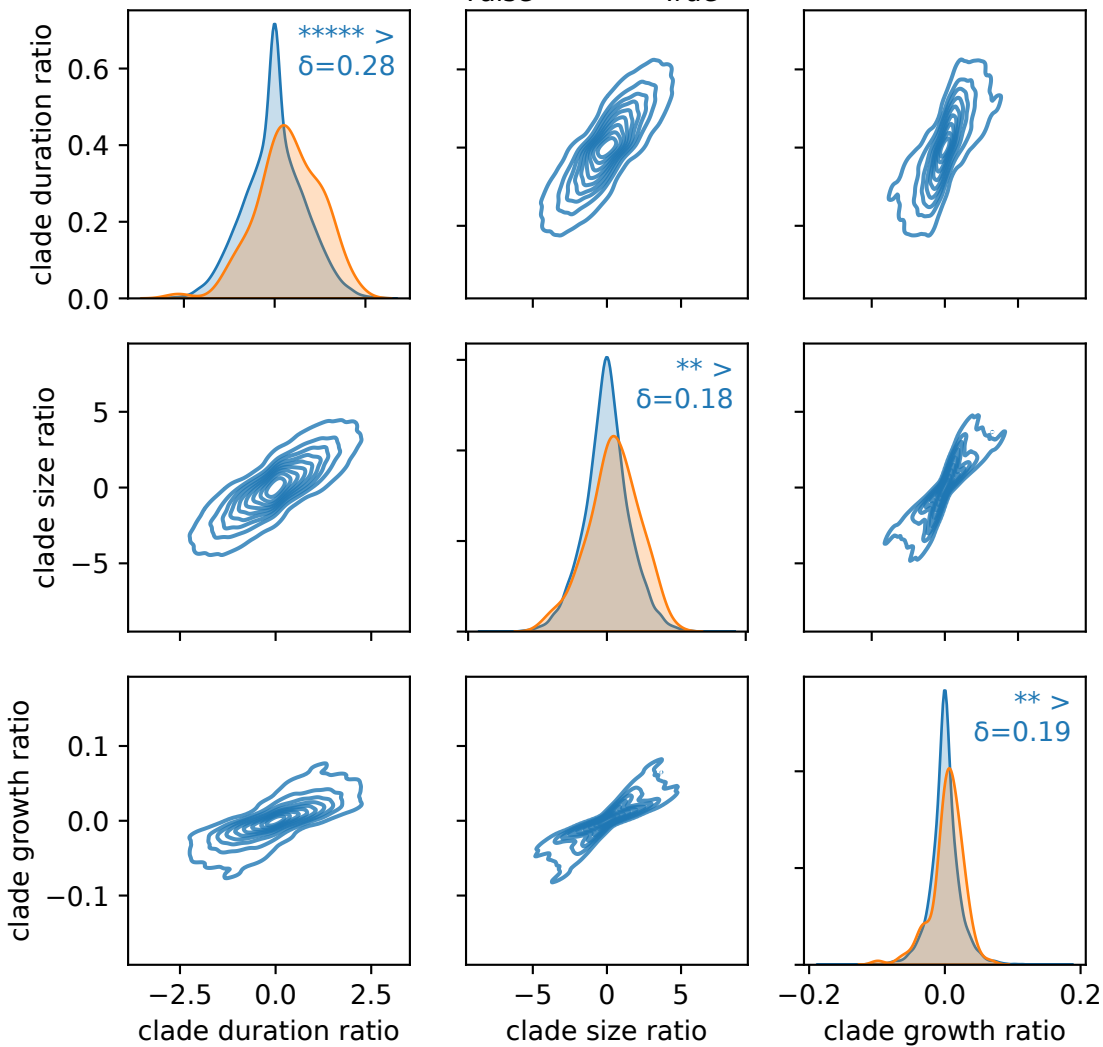 clade duration ratio
0.6
0.4
0.2
0.0
***** >
δ=0.28
clade size ratio
5
0
−5
** >
δ=0.18
clade growth ratio
0.1
0.0
−0.1
** >
δ=0.19
−2.5
0.0
2.5
−5
0
5
−0.2
0.0
0.2
clade duration ratio
clade size ratio
clade growth ratio